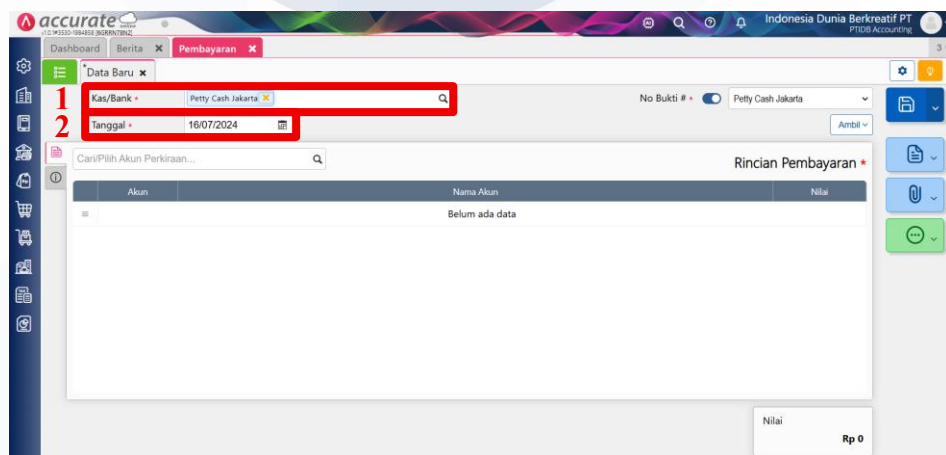 accurate online
Indonesia Dunia Berkreatif PT
PTIDB Accounting
Dashboard Berita Pembayaran
3
*Data Baru
1 Kas/Bank * Petty Cash Jakarta No Bukti # * Petty Cash Jakarta
2 Tanggal * 16/07/2024 Ambil
Cari/Pilih Akun Perkiraan... Rincian Pembayaran *
Akun Nama Akun Nilai
Belum ada data
Nilai
Rp 0